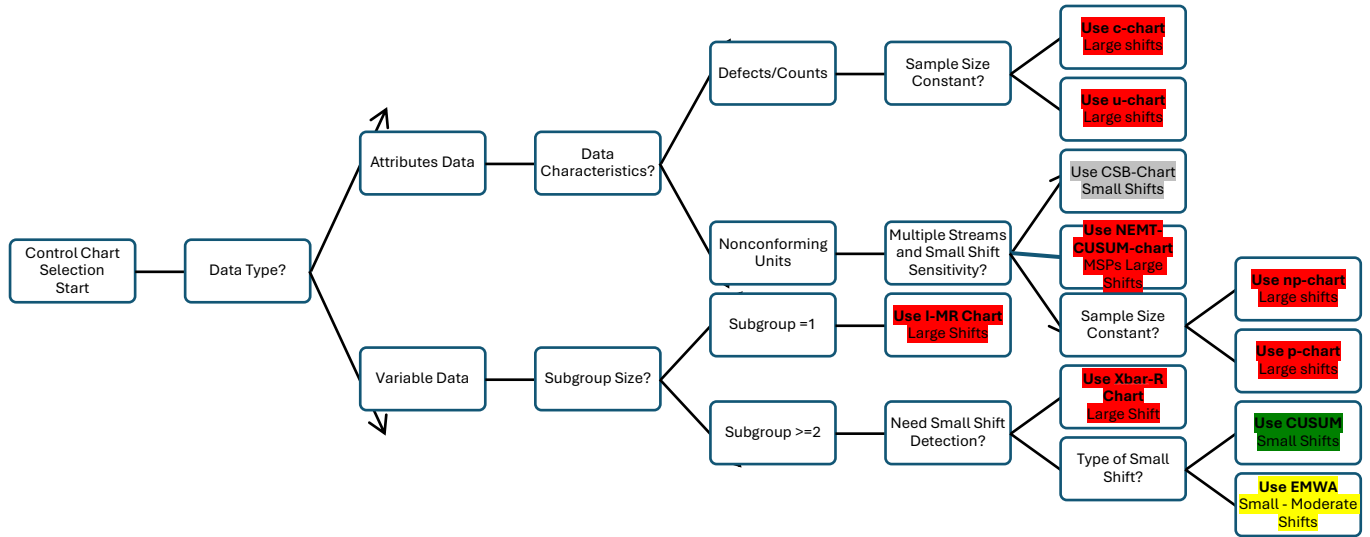 Control Chart
Selection
Start
Data Type?
Attributes Data
Data
Characteristics?
Defects/Counts
Sample Size
Constant?
Use c-chart
Large shifts
Use u-chart
Large shifts
Nonconforming
Units
Multiple Streams
and Small Shift
Sensitivity?
Use CSB-Chart
Small Shifts
Use NEMT-
CUSUM-chart
MSPs Large
Shifts
Sample Size
Constant?
Use np-chart
Large shifts
Use p-chart
Large shifts
Variable Data
Subgroup Size?
Subgroup =1
Use I-MR Chart
Large Shifts
Subgroup >=2
Need Small Shift
Detection?
Use Xbar-R
Chart
Large Shift
Type of Small
Shift?
Use CUSUM
Small Shifts
Use EMWA
Small - Moderate
Shifts